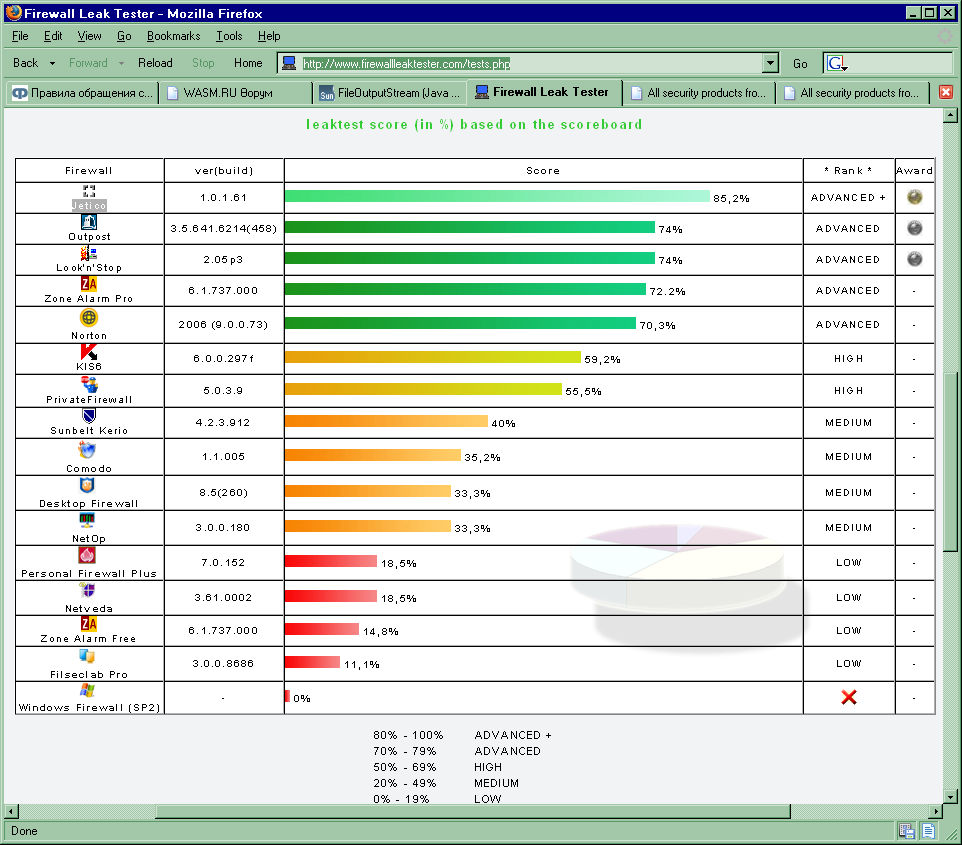 Firewall Leak Tester - Mozilla Firefox
File Edit View Go Bookmarks Tools Help
Back Forward Reload Stop Home http://www.firewallleaktester.com/tests.php Go
Правила обращения с... WASM.RU Форум FileOutputStream (Java ... Firewall Leak Tester All security products from... All security products fro...
leaktest score (in %) based on the scoreboard
Firewall ver(build) Score * Rank * Award
Jetico 1.0.1.61 85,2% ADVANCED +
Outpost 3.5.641.6214(458) 74% ADVANCED
Look'n'Stop 2.05p3 74% ADVANCED
Zone Alarm Pro 6.1.737.000 72.2% ADVANCED -
Norton 2006 (9.0.0.73) 70,3% ADVANCED -
KIS6 6.0.0.297f 59,2% HIGH -
PrivateFirewall 5.0.3.9 55,5% HIGH -
Sunbelt Kerio 4.2.3.912 40% MEDIUM -
Comodo 1.1.005 35,2% MEDIUM -
Desktop Firewall 8.5(260) 33,3% MEDIUM -
NetOp 3.0.0.180 33,3% MEDIUM -
Personal Firewall Plus 7.0.152 18,5% LOW -
Netveda 3.61.0002 18,5% LOW -
Zone Alarm Free 6.1.737.000 14,8% LOW -
Filseclab Pro 3.0.0.8686 11,1% LOW -
Windows Firewall (SP2) - 0% -
80% - 100% ADVANCED +
70% - 79% ADVANCED
50% - 69% HIGH
20% - 49% MEDIUM
0% - 19% LOW
Done